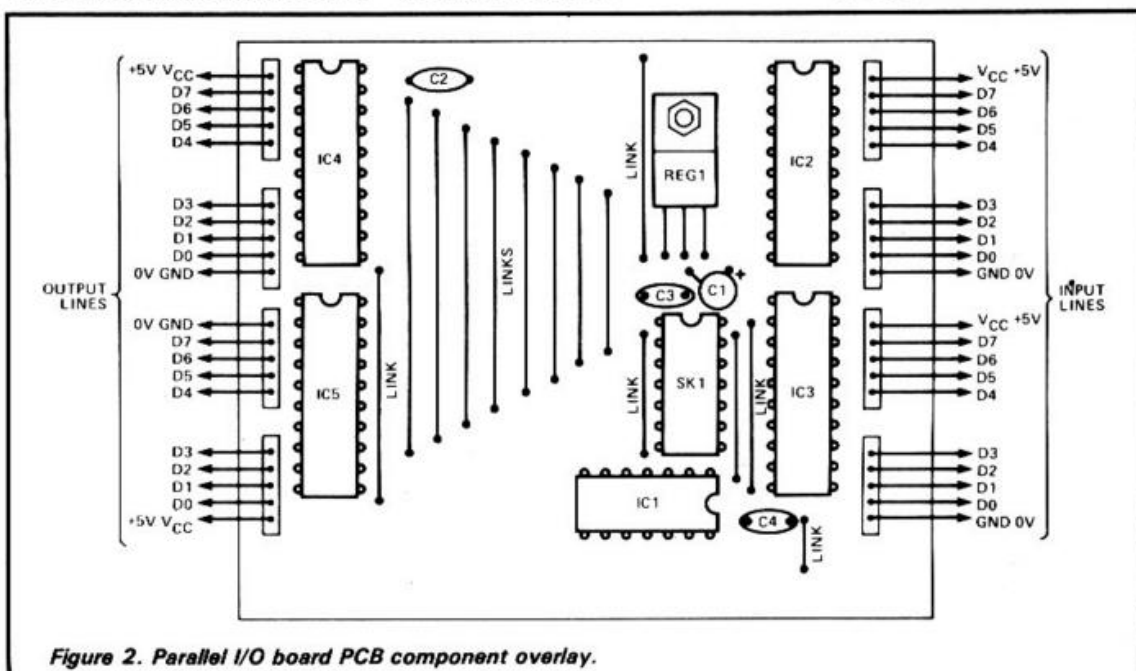 +5V VCC
D7
D6
D5
D4
D3
D2
D1
D0
0V GND
OUTPUT
LINES
0V GND
D7
D6
D5
D4
D3
D2
D1
D0
+5V VCC
IC4
IC5
LINK
C2
LINKS
LINK
REG1
C3
C1
+
LINK
SK1
LINK
IC1
C4
LINK
IC2
IC3
VCC +5V
D7
D6
D5
D4
D3
D2
D1
D0
GND 0V
INPUT
LINES
VCC +5V
D7
D6
D5
D4
D3
D2
D1
D0
GND 0V
Figure 2. Parallel I/O board PCB component overlay.